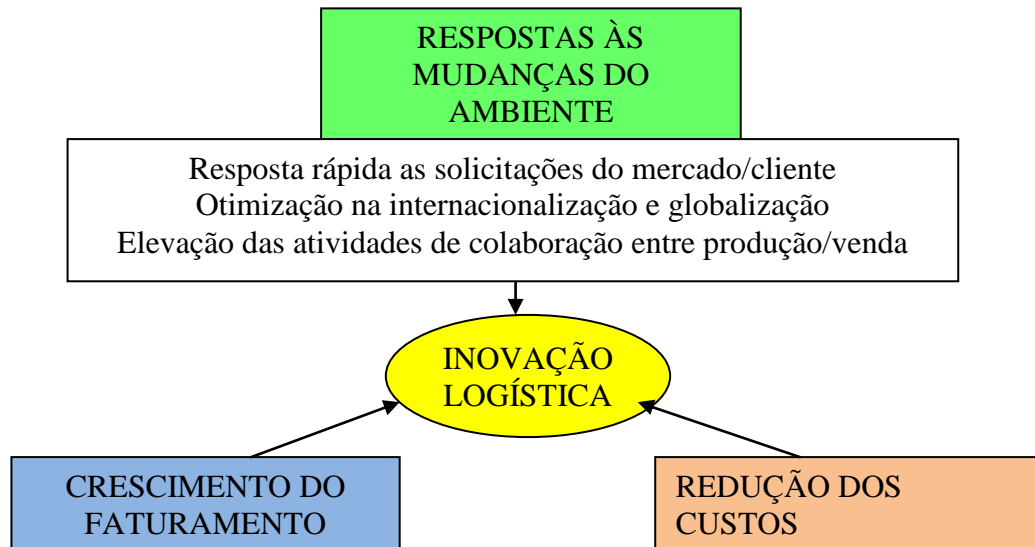 RESPOSTAS ÀS
MUDANÇAS DO
AMBIENTE
Resposta rápida as solicitações do mercado/cliente
Otimização na internacionalização e globalização
Elevação das atividades de colaboração entre produção/venda
INOVAÇÃO
LOGÍSTICA
CRESCIMENTO DO
FATURAMENTO
REDUÇÃO DOS
CUSTOS